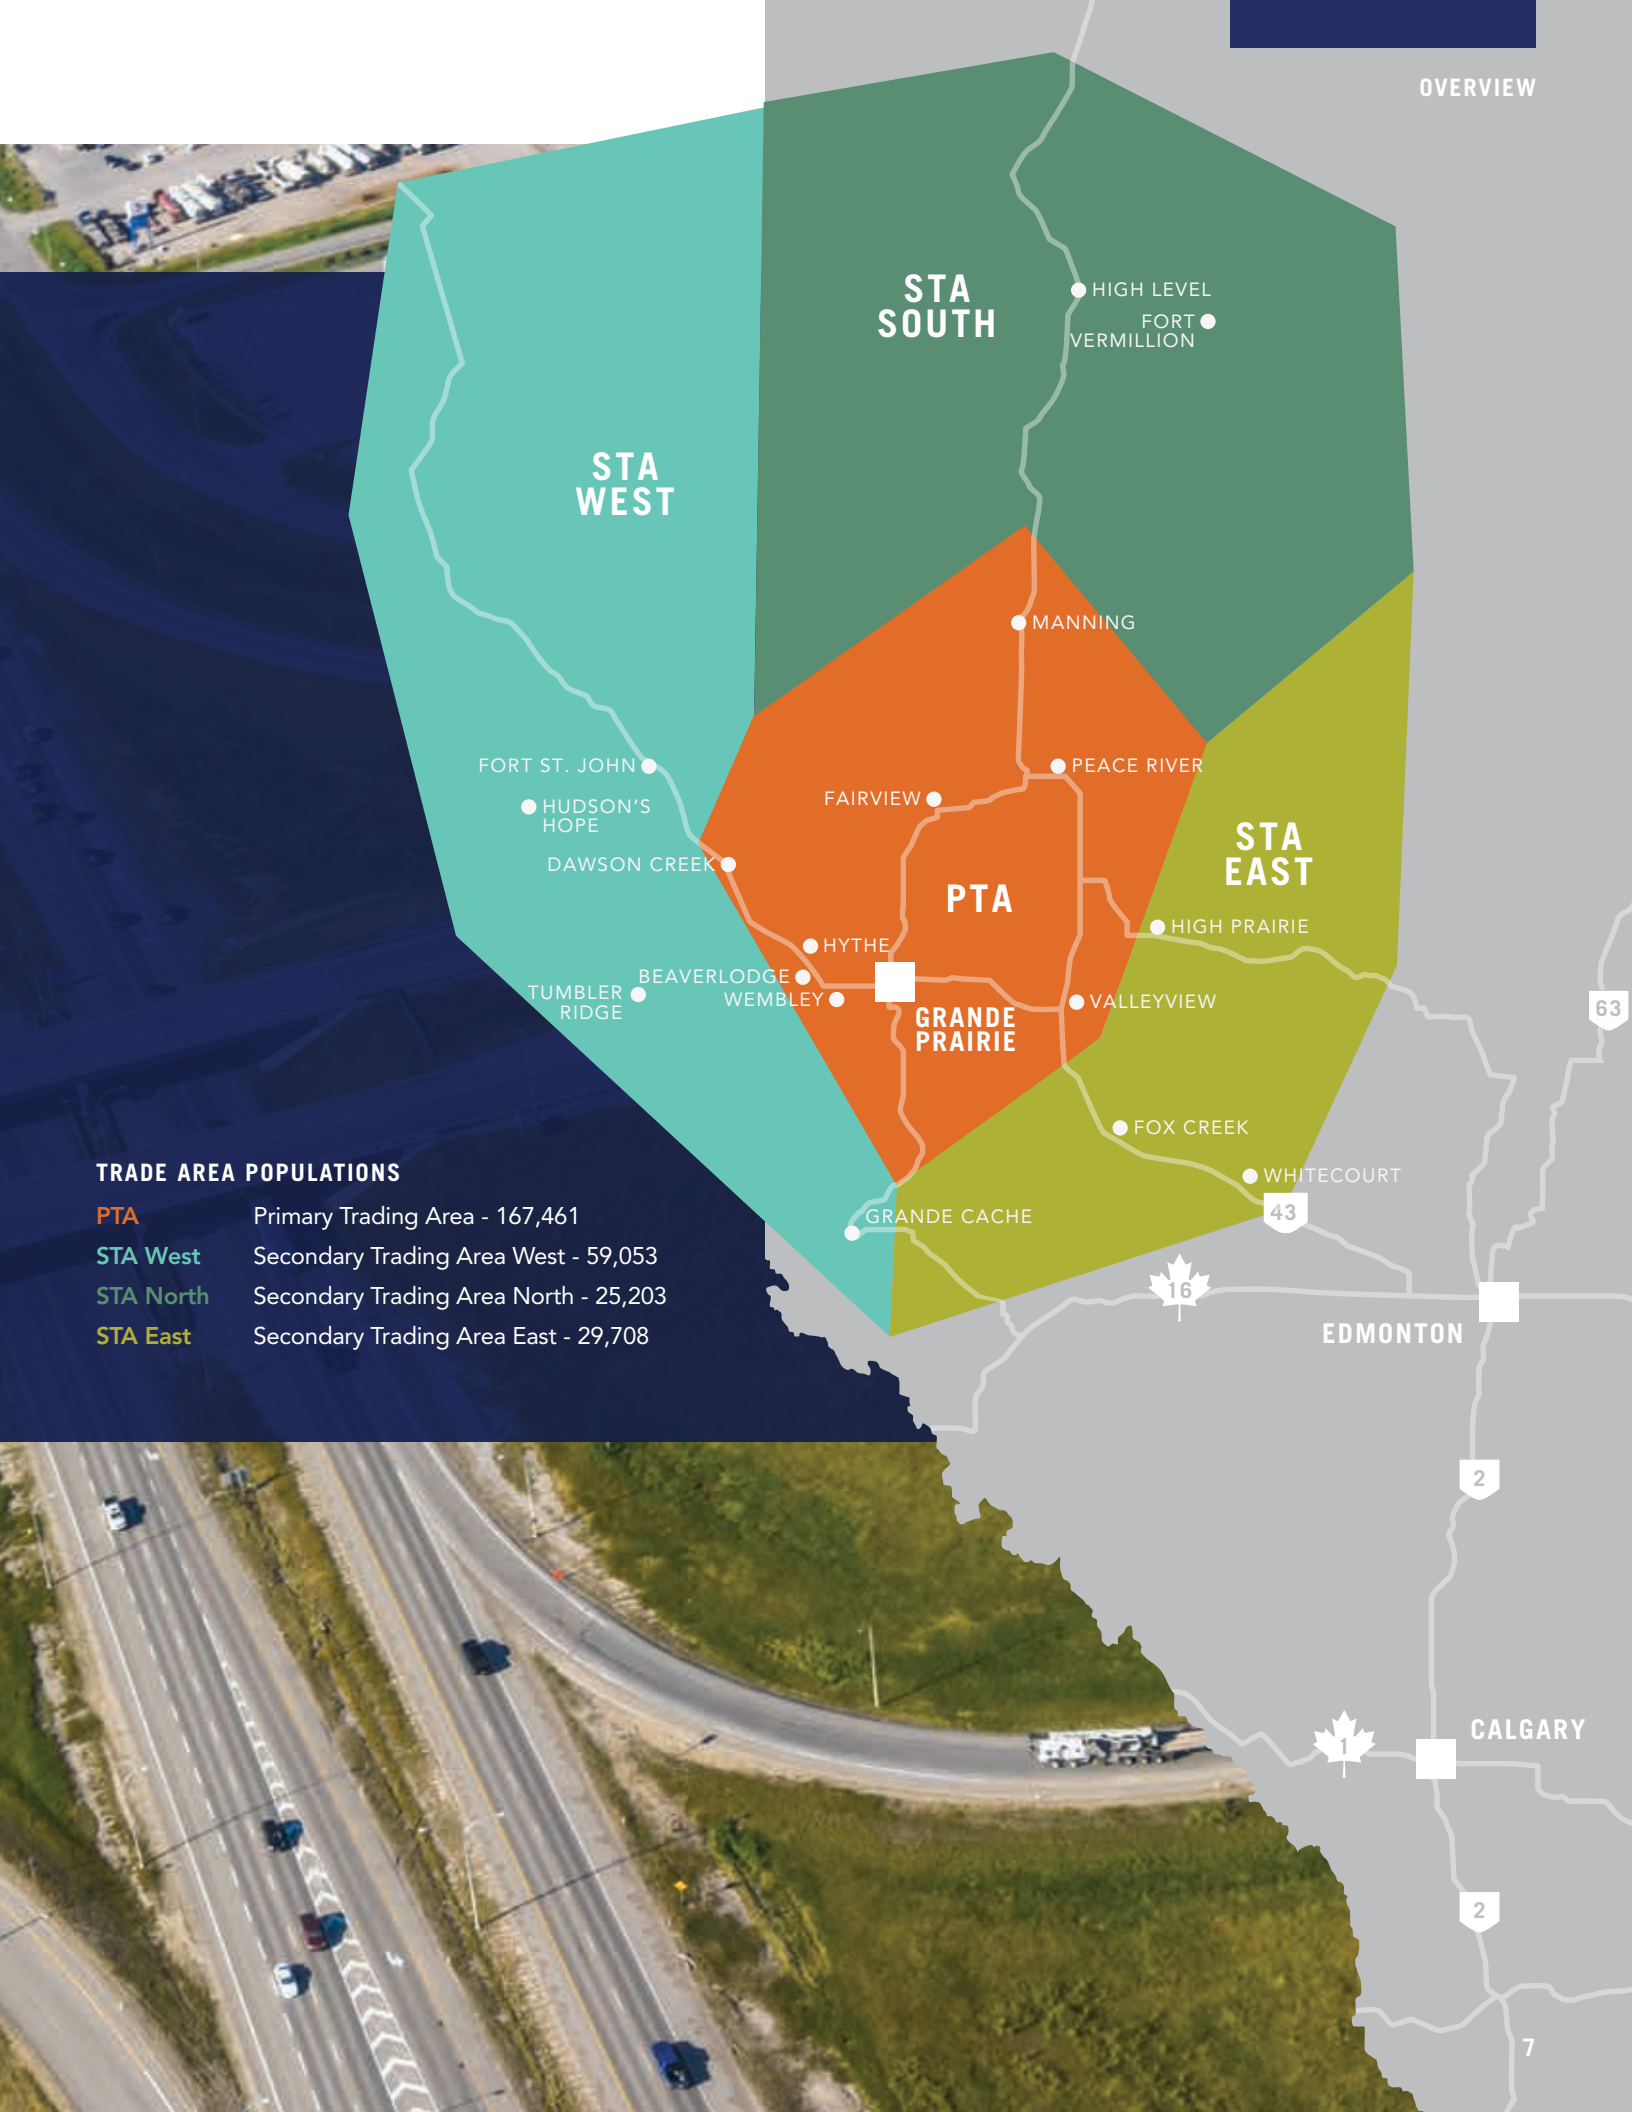 OVERVIEW
STA
SOUTH
HIGH LEVEL
FORT
VERMILLION
STA
WEST
MANNING
FORT ST. JOHN
PEACE RIVER
FAIRVIEW
HUDSON'S
HOPE
STA
EAST
DAWSON CREEK
PTA
HIGH PRAIRIE
HYTHE
BEAVERLODGE
TUMBLER
RIDGE
WEMBLEY
VALLEYVIEW
63
GRANDE
PRAIRIE
FOX CREEK
WHITECOURT
43
GRANDE CACHE
TRADE AREA POPULATIONS
PTA Primary Trading Area - 167,461
STA West Secondary Trading Area West - 59,053
STA North Secondary Trading Area North - 25,203
STA East Secondary Trading Area East - 29,708
16
EDMONTON
2
CALGARY
1
2
7